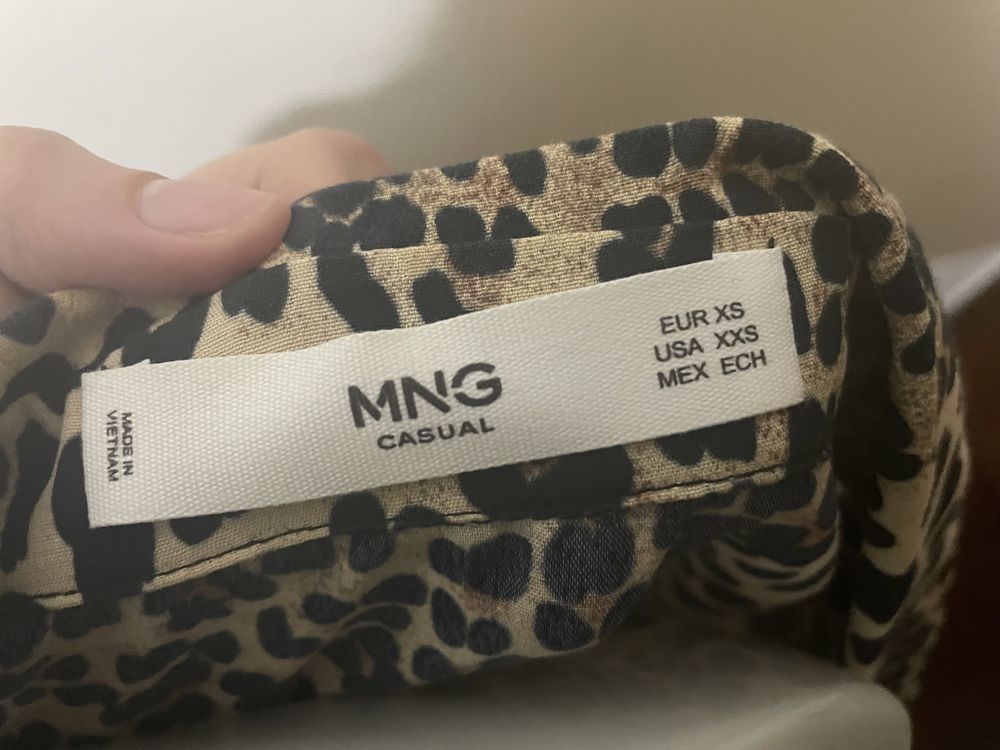 MADE IN
VIETNAM
MNG
CASUAL
EUR XS
USA XXS
MEX ECH